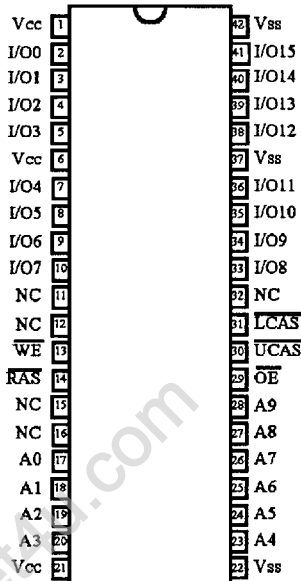 Vcc 1 42 Vss
I/O0 2 41 I/O15
I/O1 3 40 I/O14
I/O2 4 39 I/O13
I/O3 5 38 I/O12
Vcc 6 37 Vss
I/O4 7 36 I/O11
I/O5 8 35 I/O10
I/O6 9 34 I/O9
I/O7 10 33 I/O8
NC 11 32 NC
NC 12 31 LCAS
WE 13 30 UCAS
RAS 14 29 OE
NC 15 28 A9
NC 16 27 A8
A0 17 26 A7
A1 18 25 A6
A2 19 24 A5
A3 20 23 A4
Vcc 21 22 Vss
et4u.com